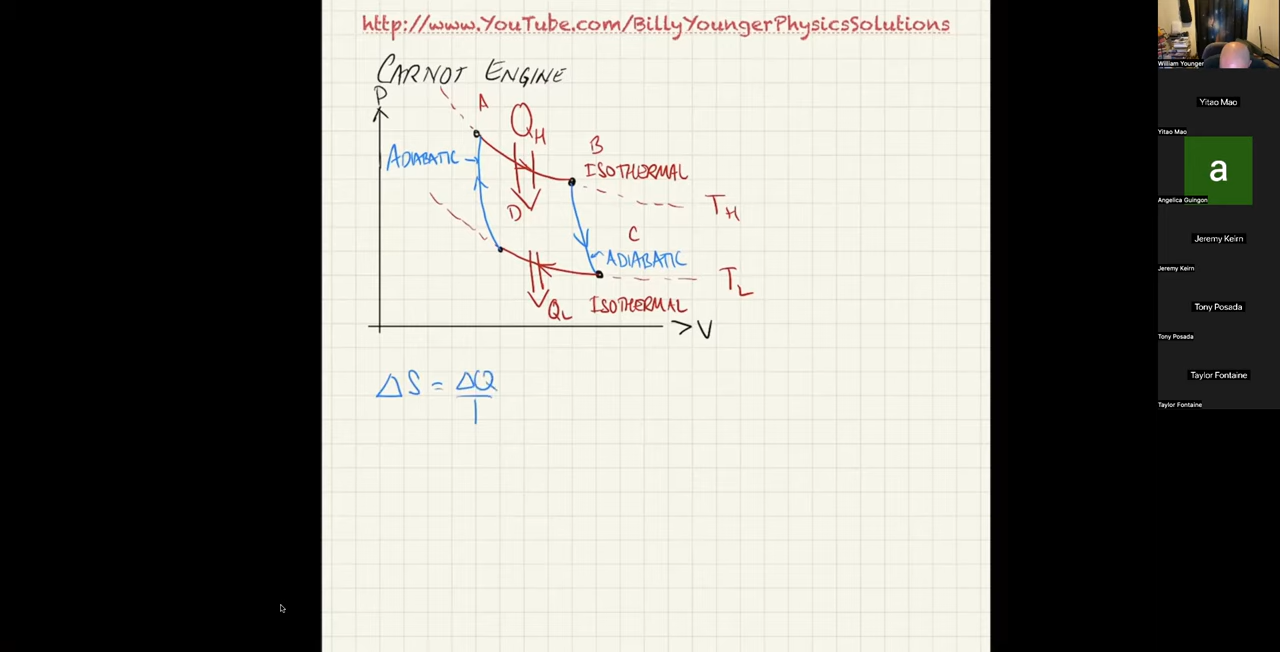 http://www.YouTube.com/BillyYoungerPhysicsSolutions
CARNOT ENGINE
P
A
QH
B
ADIABATIC
ISOTHERMAL
D
TH
C
ADIABATIC
TL
QL
ISOTHERMAL
> V
ΔS = ΔQ
T
William Younger
Yitao Mao
Yitao Mao
a
Angelica Guingon
Jeremy Keirn
Jeremy Keirn
Tony Posada
Tony Posada
Taylor Fontaine
Taylor Fontaine